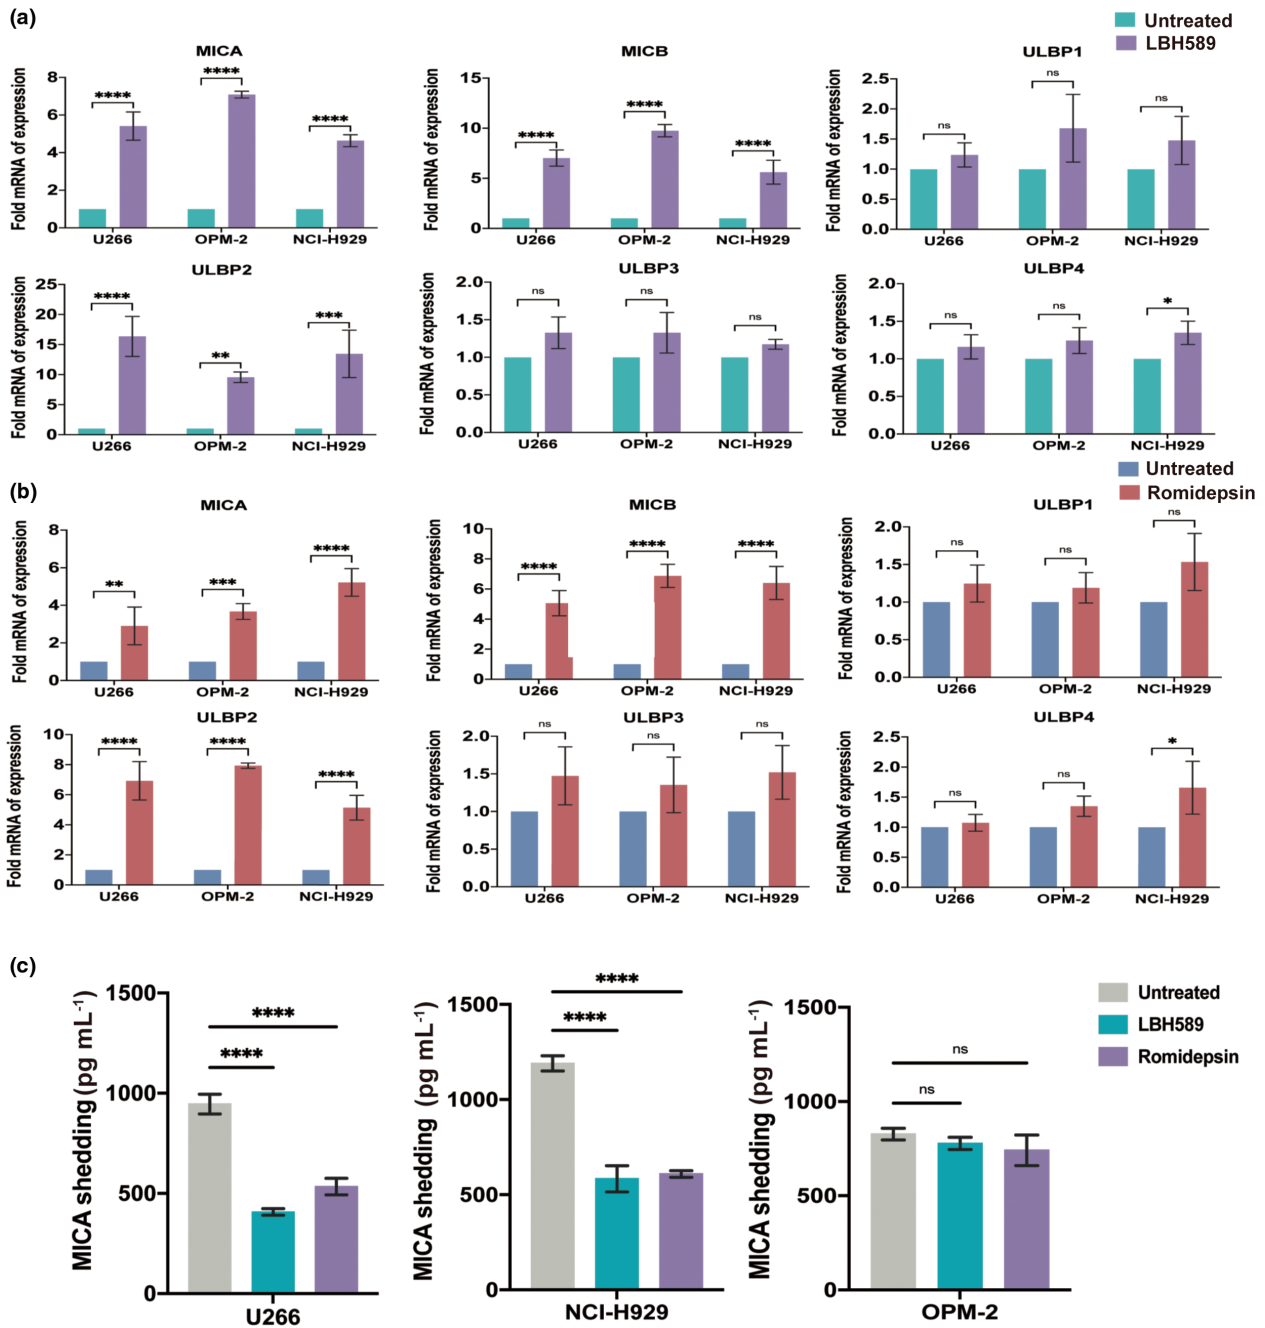 (a)
Untreated
LBH589
MICA
MICB
ULBP1
Fold mRNA of expression
8
6
4
2
0
****
****
****
U266
OPM-2
NCI-H929
Fold mRNA of expression
15
10
5
0
****
****
****
U266
OPM-2
NCI-H929
Fold mRNA of expression
2.5
2.0
1.5
1.0
0.5
0.0
ns
ns
ns
U266
OPM-2
NCI-H929
ULBP2
ULBP3
ULBP4
Fold mRNA of expression
25
20
15
10
5
0
****
**
***
U266
OPM-2
NCI-H929
Fold mRNA of expression
2.0
1.5
1.0
0.5
0.0
ns
ns
ns
U266
OPM-2
NCI-H929
Fold mRNA of expression
2.0
1.5
1.0
0.5
0.0
ns
ns
*
U266
OPM-2
NCI-H929
(b)
Untreated
Romidepsin
MICA
MICB
ULBP1
Fold mRNA of expression
8
6
4
2
0
**
***
****
U266
OPM-2
NCI-H929
Fold mRNA of expression
10
8
6
4
2
0
****
****
****
U266
OPM-2
NCI-H929
Fold mRNA of expression
2.0
1.5
1.0
0.5
0.0
ns
ns
ns
U266
OPM-2
NCI-H929
ULBP2
ULBP3
ULBP4
Fold mRNA of expression
10
8
6
4
2
0
****
****
****
U266
OPM-2
NCI-H929
Fold mRNA of expression
2.0
1.5
1.0
0.5
0.0
ns
ns
ns
U266
OPM-2
NCI-H929
Fold mRNA of expression
2.5
2.0
1.5
1.0
0.5
0.0
ns
ns
*
U266
OPM-2
NCI-H929
(c)
Untreated
LBH589
Romidepsin
MICA shedding (pg mL⁻¹)
1500
1000
500
0
****
****
U266
MICA shedding (pg mL⁻¹)
1500
1000
500
0
****
****
NCI-H929
MICA shedding (pg mL⁻¹)
1500
1000
500
0
ns
ns
OPM-2